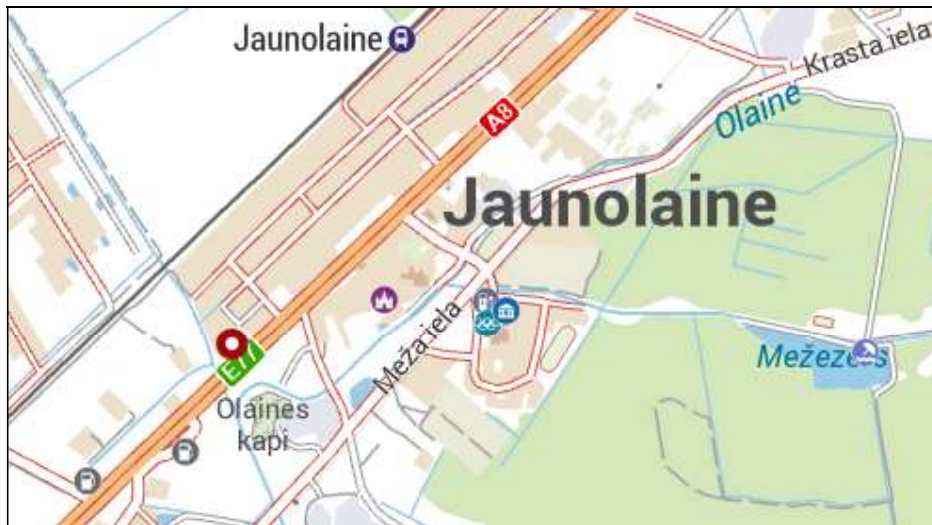 Jaunolaine
Krasta iela
A8
Olaine
Jaunolaine
Meža iela
E77
Mežezers
Olaines
kapi